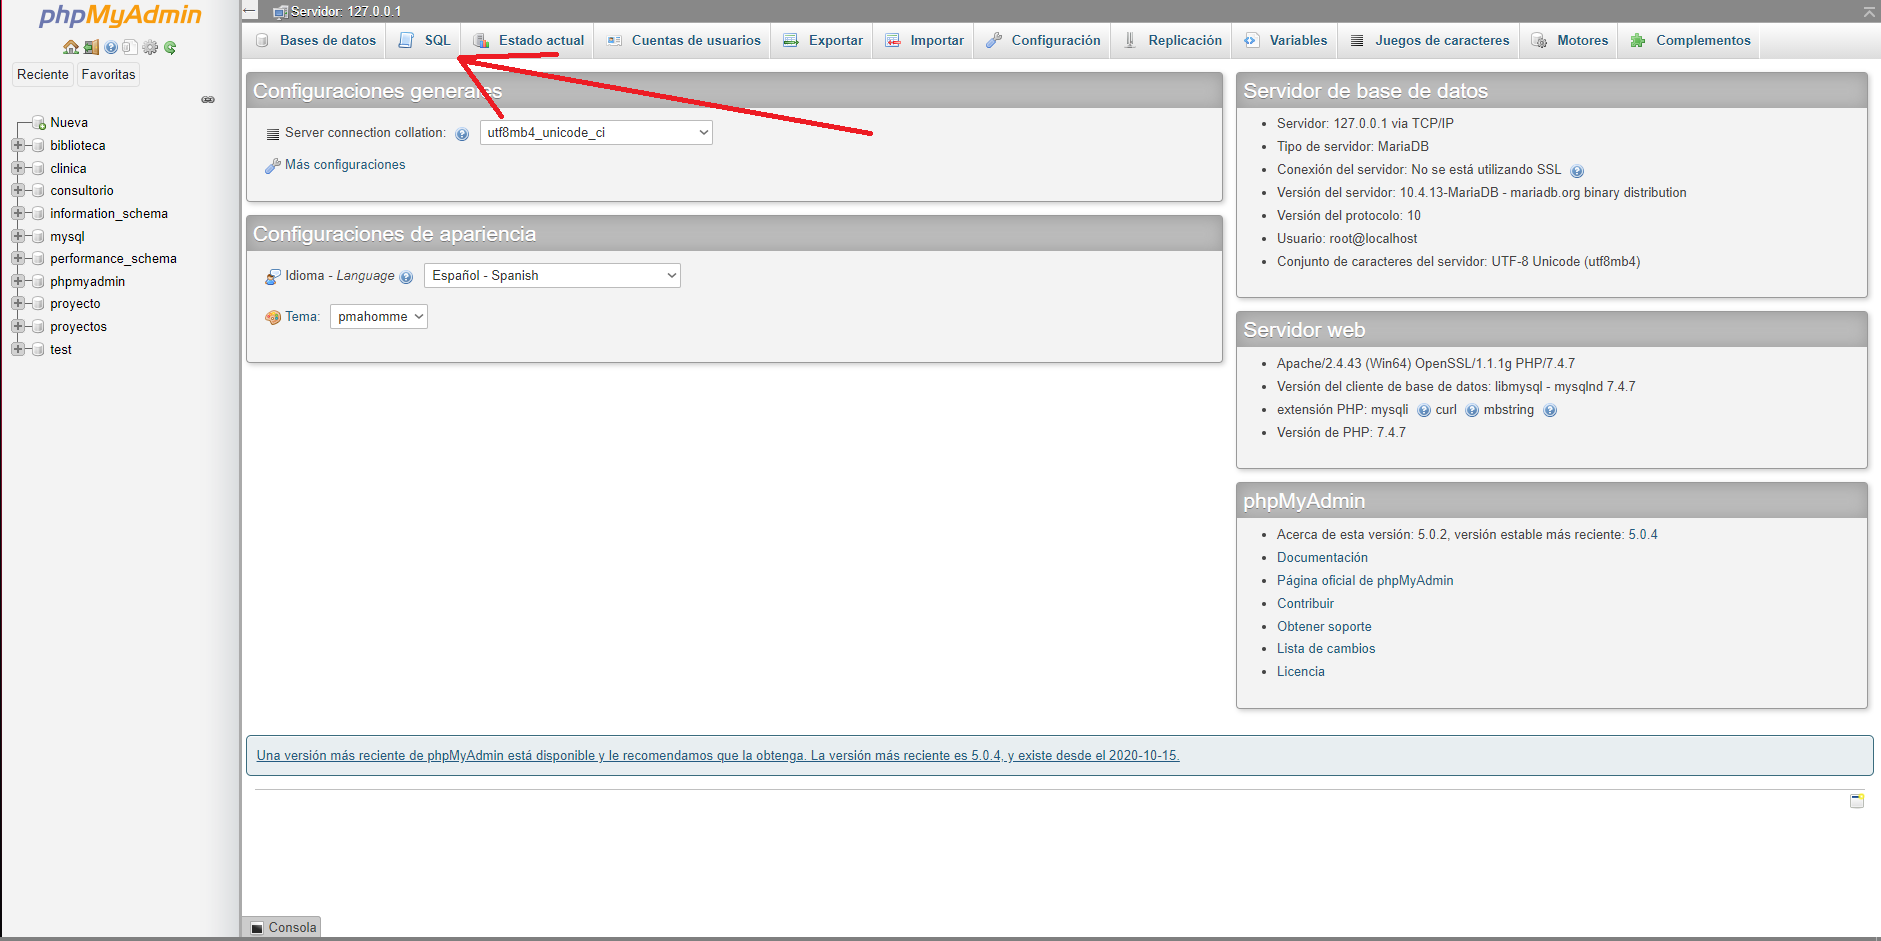 phpMyAdmin
Reciente
Favoritas
Nueva
biblioteca
clinica
consultorio
information_schema
mysql
performance_schema
phpmyadmin
proyecto
proyectos
test
Servidor: 127.0.0.1
Bases de datos
SQL
Estado actual
Cuentas de usuarios
Exportar
Importar
Configuración
Replicación
Variables
Juegos de caracteres
Motores
Complementos
Configuraciones generales
Server connection collation:
utf8mb4_unicode_ci
Más configuraciones
Configuraciones de apariencia
Idioma - Language
Español - Spanish
Tema:
pmahomme
Servidor de base de datos
Servidor: 127.0.0.1 via TCP/IP
Tipo de servidor: MariaDB
Conexión del servidor: No se está utilizando SSL
Versión del servidor: 10.4.13-MariaDB - mariadb.org binary distribution
Versión del protocolo: 10
Usuario: root@localhost
Conjunto de caracteres del servidor: UTF-8 Unicode (utf8mb4)
Servidor web
Apache/2.4.43 (Win64) OpenSSL/1.1.1g PHP/7.4.7
Versión del cliente de base de datos: libmysql - mysqlnd 7.4.7
extensión PHP: mysqli curl mbstring
Versión de PHP: 7.4.7
phpMyAdmin
Acerca de esta versión: 5.0.2, versión estable más reciente: 5.0.4
Documentación
Página oficial de phpMyAdmin
Contribuir
Obtener soporte
Lista de cambios
Licencia
Una versión más reciente de phpMyAdmin está disponible y le recomendamos que la obtenga. La versión más reciente es 5.0.4, y existe desde el 2020-10-15.
Consola